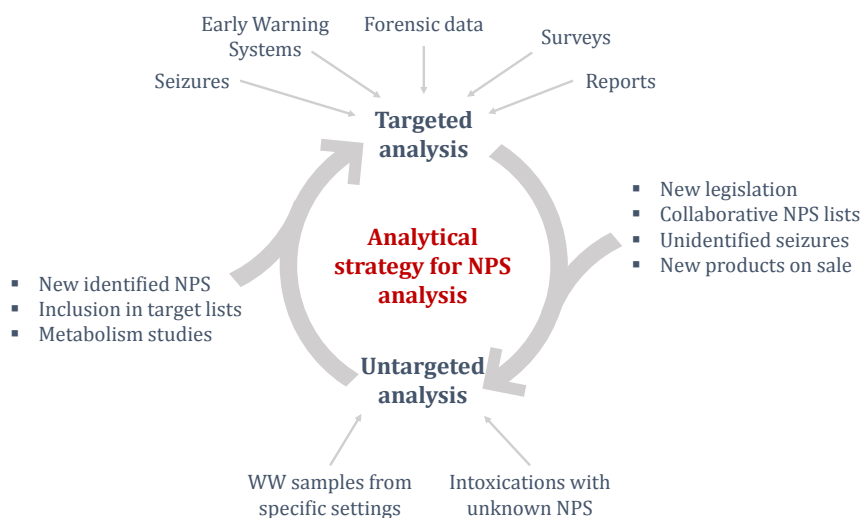 Early Warning
Systems
Forensic data
Surveys
Seizures
Reports
Targeted
analysis
▪ New legislation
▪ Collaborative NPS lists
▪ Unidentified seizures
▪ New products on sale
Analytical
strategy for NPS
analysis
▪ New identified NPS
▪ Inclusion in target lists
▪ Metabolism studies
Untargeted
analysis
WW samples from
specific settings
Intoxications with
unknown NPS